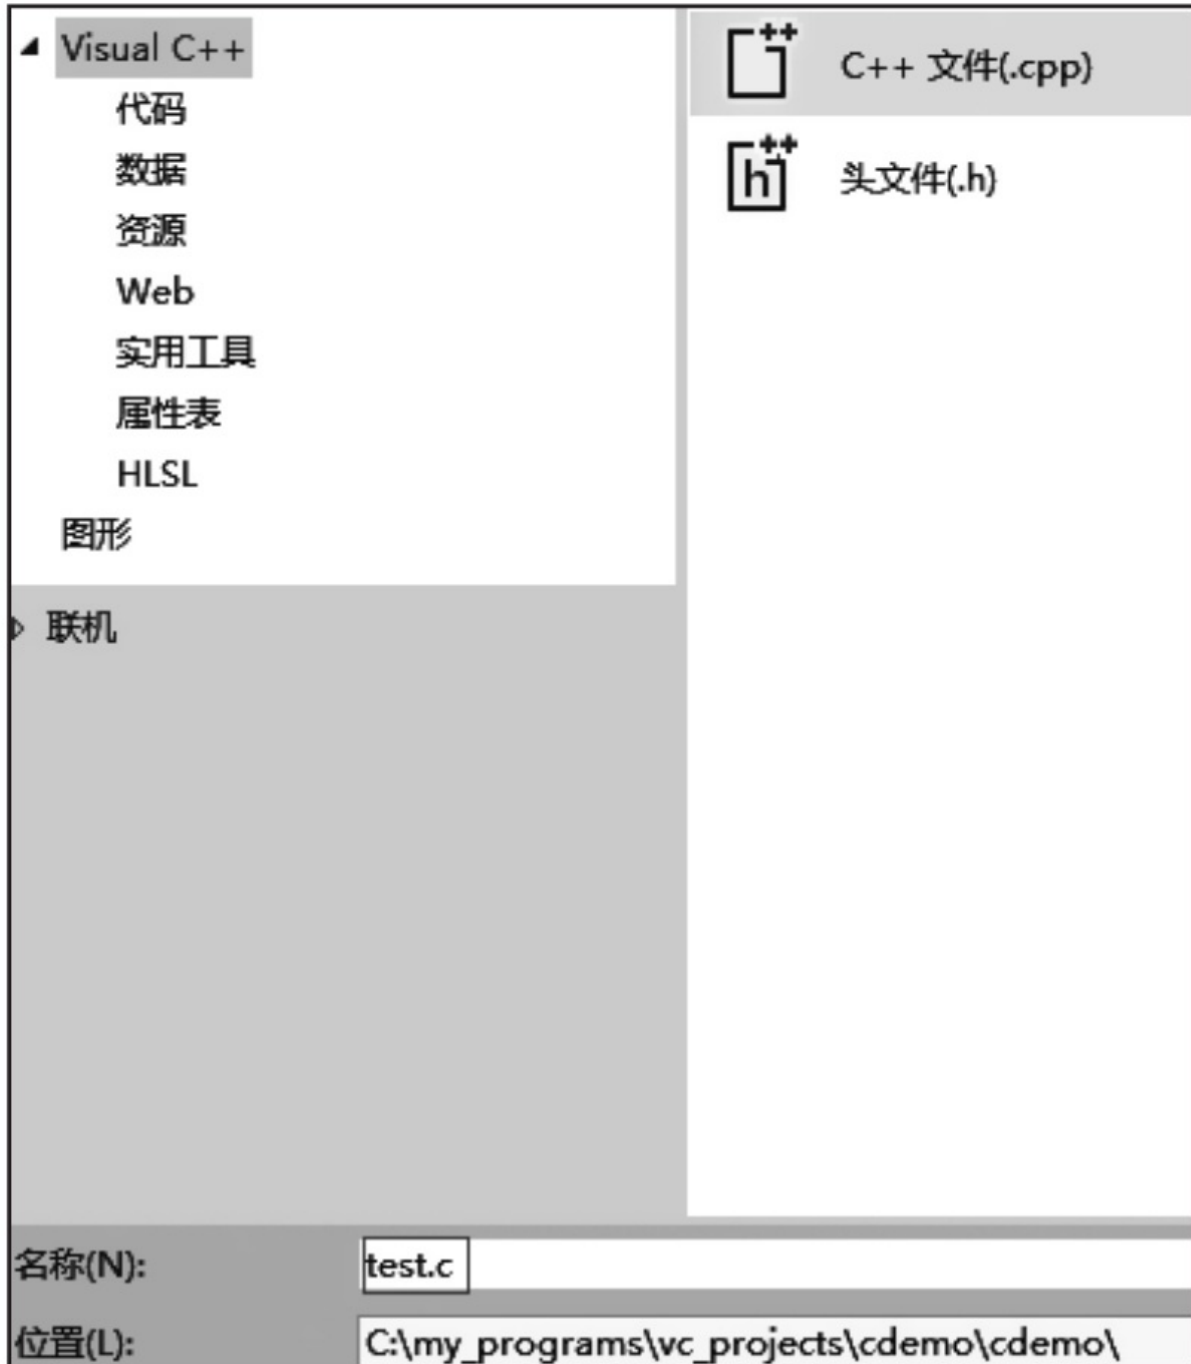 Visual C++
代码
数据
资源
Web
实用工具
属性表
HLSL
图形
联机
C++ 文件(.cpp)
头文件(.h)
名称(N):
test.c
位置(L):
C:\my_programs\vc_projects\cdemo\cdemo\